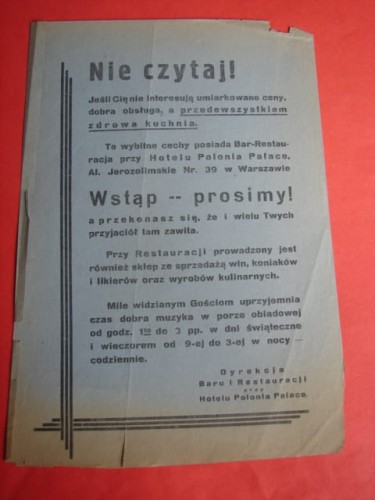 Nie czytaj!
Jeśli Cię nie interesują umiarkowane ceny,
dobra obsługa, a przedewszystkiem
zdrowa kuchnia.
Te wybitne cechy posiada Bar-Restau-
racja przy Hotelu Polonia Palace,
Al. Jerozolimskie Nr. 39 w Warszawie
Wstąp -- prosimy!
a przekonasz się, że i wielu Twych
przyjaciół tam zawita.
Przy Restauracji prowadzony jest
również sklep ze sprzedażą win, koniaków
i likierów oraz wyrobów kulinarnych.
Mile widzianym Gościom uprzyjemnia
czas dobra muzyka w porze obiadowej
od godz. 1³⁰ do 3 pp. w dni świąteczne
i wieczorem od 9-ej do 3-ej w nocy —
codziennie.
Dyrekcja
Baru i Restauracji
przy
Hotelu Polonia Palace.